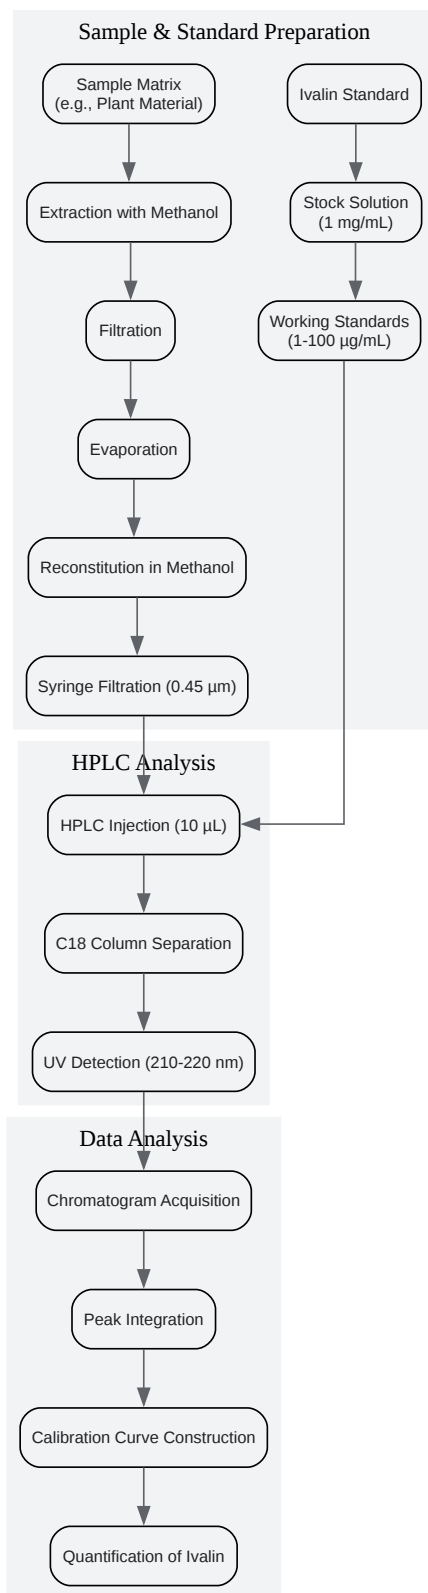 Sample & Standard Preparation
Sample Matrix
(e.g., Plant Material)
Ivalin Standard
Extraction with Methanol
Stock Solution
(1 mg/mL)
Filtration
Working Standards
(1-100 µg/mL)
Evaporation
Reconstitution in Methanol
Syringe Filtration (0.45 µm)
HPLC Analysis
HPLC Injection (10 µL)
C18 Column Separation
UV Detection (210-220 nm)
Data Analysis
Chromatogram Acquisition
Peak Integration
Calibration Curve Construction
Quantification of Ivalin